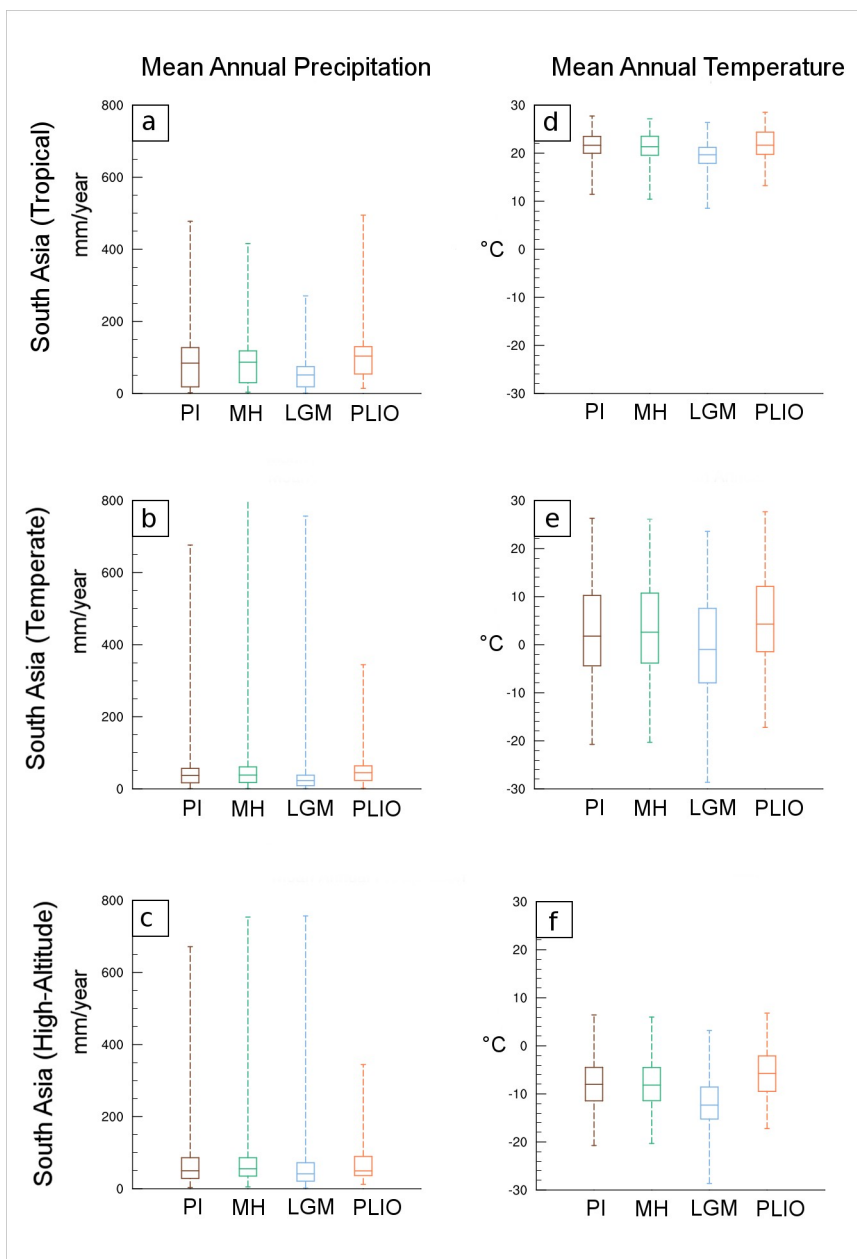 Mean Annual Precipitation
Mean Annual Temperature
South Asia (Tropical)
mm/year
a
800
600
400
200
0
PI MH LGM PLIO
d
°C
30
20
10
0
-10
-20
-30
PI MH LGM PLIO
South Asia (Temperate)
mm/year
b
800
600
400
200
0
PI MH LGM PLIO
e
°C
30
20
10
0
-10
-20
-30
PI MH LGM PLIO
South Asia (High-Altitude)
mm/year
c
800
600
400
200
0
PI MH LGM PLIO
f
°C
30
20
10
0
-10
-20
-30
PI MH LGM PLIO